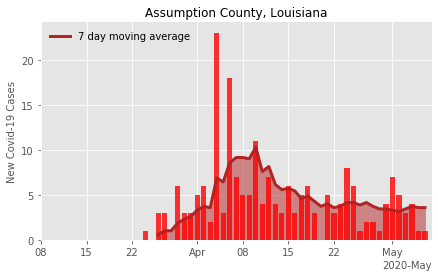 Assumption County, Louisiana
7 day moving average
New Covid-19 Cases
20
15
10
5
0
08 15 22 Apr 08 15 22 May
2020-May